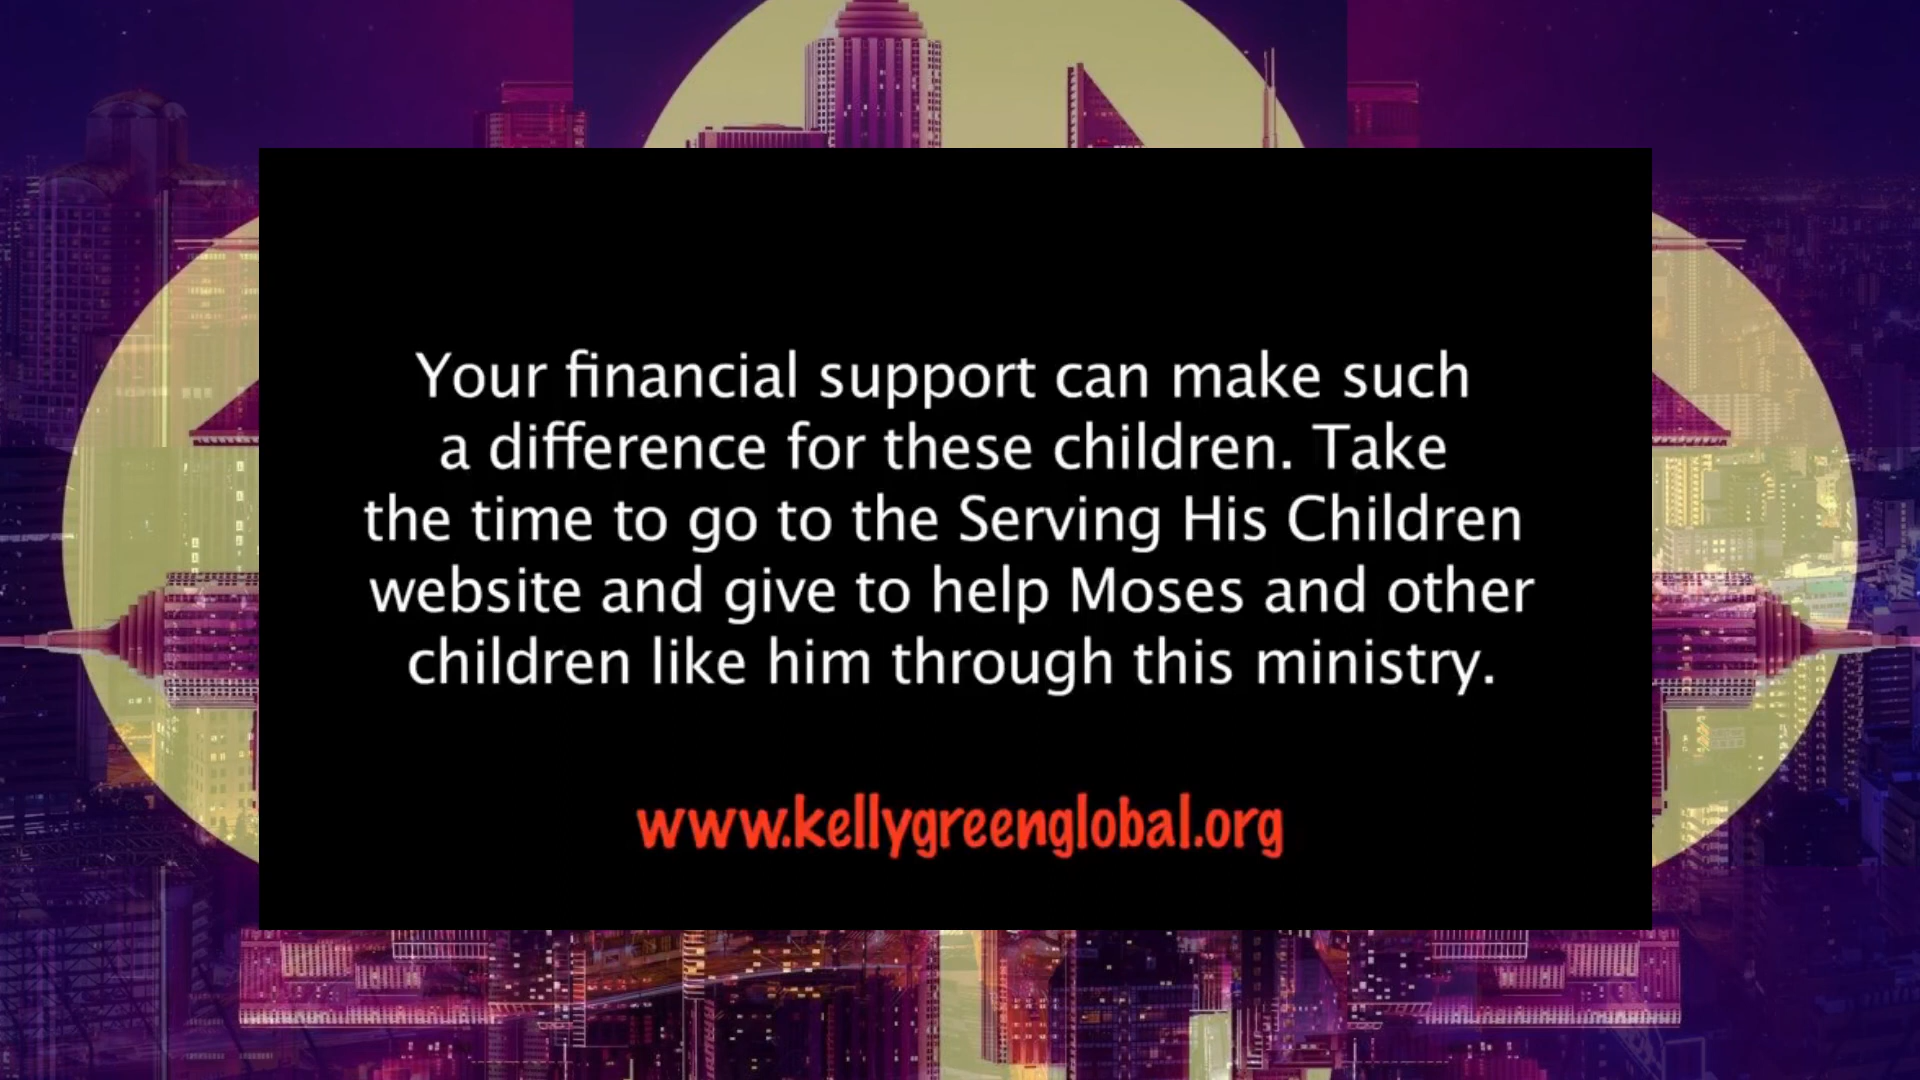 Your financial support can make such
a difference for these children. Take
the time to go to the Serving His Children
website and give to help Moses and other
children like him through this ministry.
www.kellygreenglobal.org